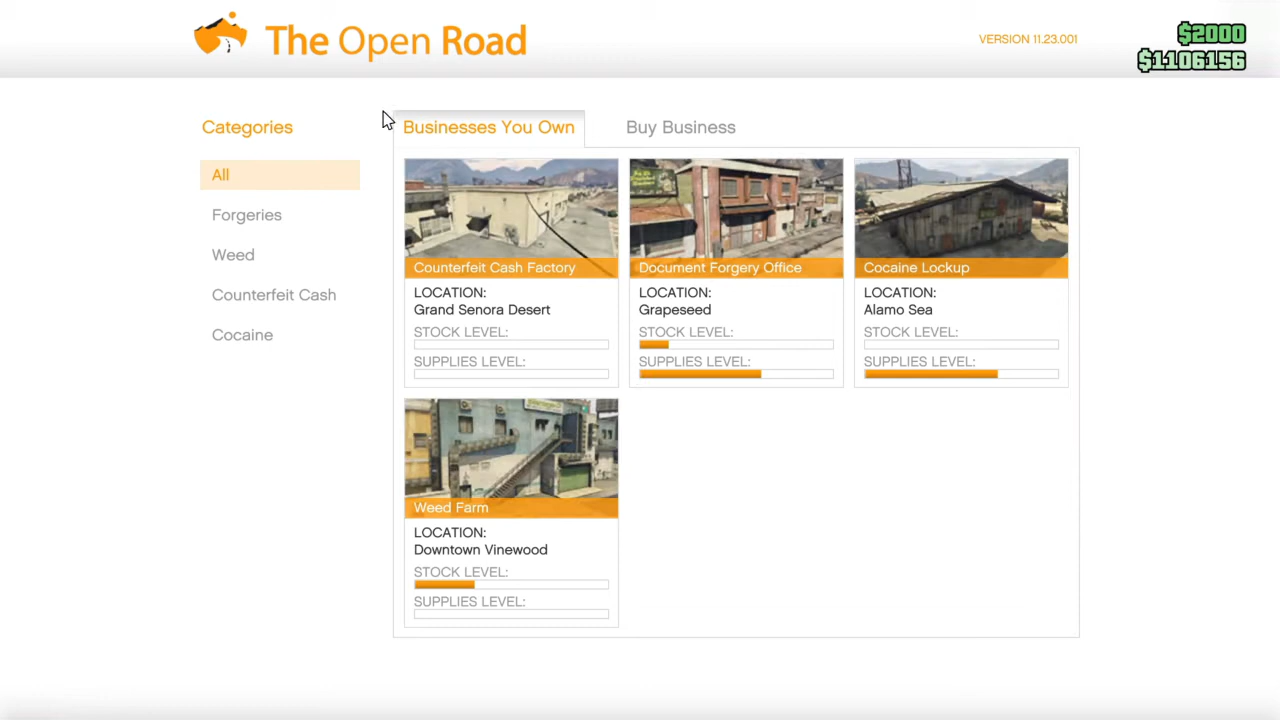 The Open Road
VERSION 11.23.001
$2000
$1106156
Categories
Businesses You Own
Buy Business
All
Forgeries
Weed
Counterfeit Cash
Cocaine
Counterfeit Cash Factory
LOCATION:
Grand Senora Desert
STOCK LEVEL:
SUPPLIES LEVEL:
Document Forgery Office
LOCATION:
Grapeseed
STOCK LEVEL:
SUPPLIES LEVEL:
Cocaine Lockup
LOCATION:
Alamo Sea
STOCK LEVEL:
SUPPLIES LEVEL:
Weed Farm
LOCATION:
Downtown Vinewood
STOCK LEVEL:
SUPPLIES LEVEL: